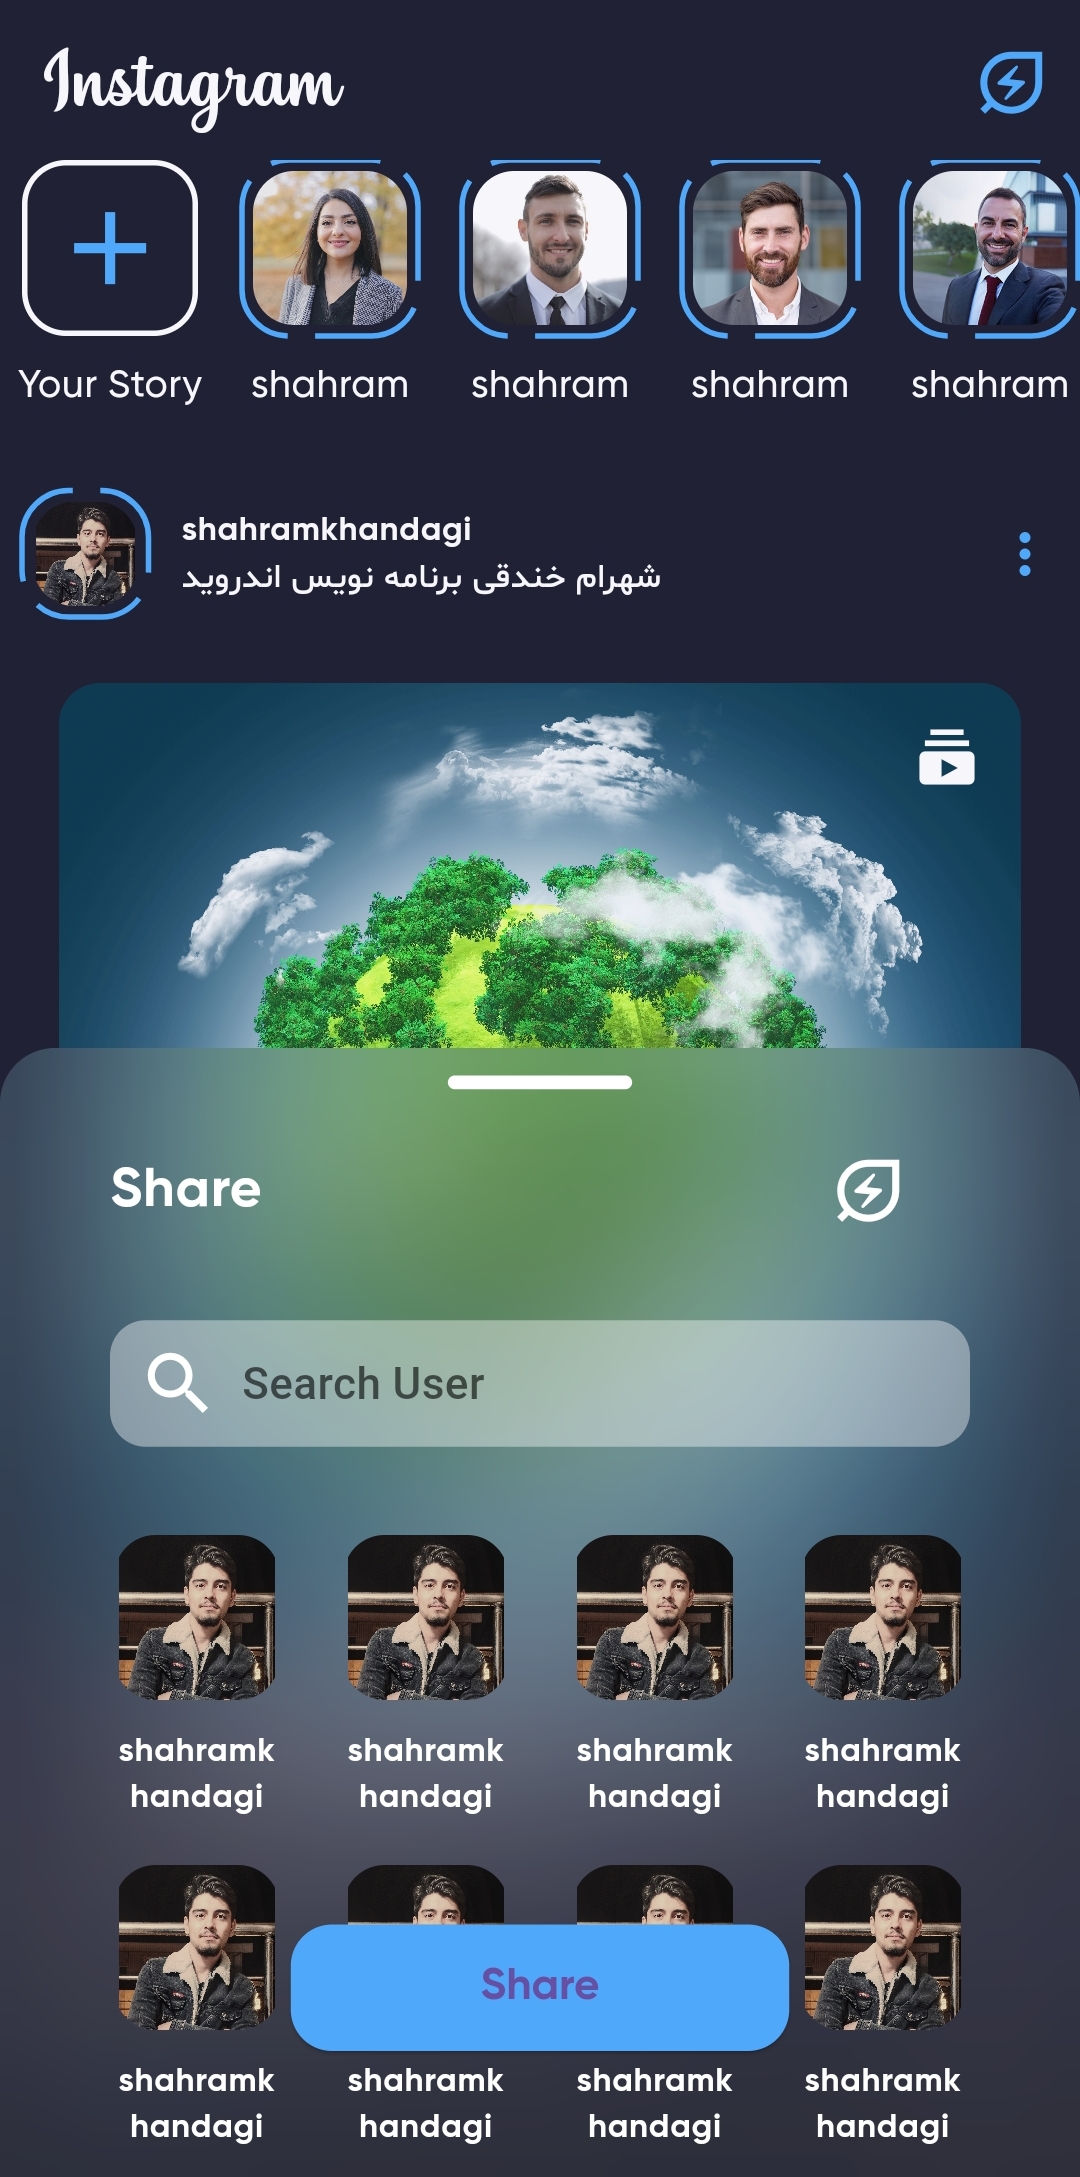 Instagram
Your Story
shahram
shahram
shahram
shahram
shahramkhandagi
شهرام خندقی برنامه نویس اندروید
Share
Search User
shahramk
handagi
shahramk
handagi
shahramk
handagi
shahramk
handagi
Share
shahramk
handagi
shahramk
handagi
shahramk
handagi
shahramk
handagi